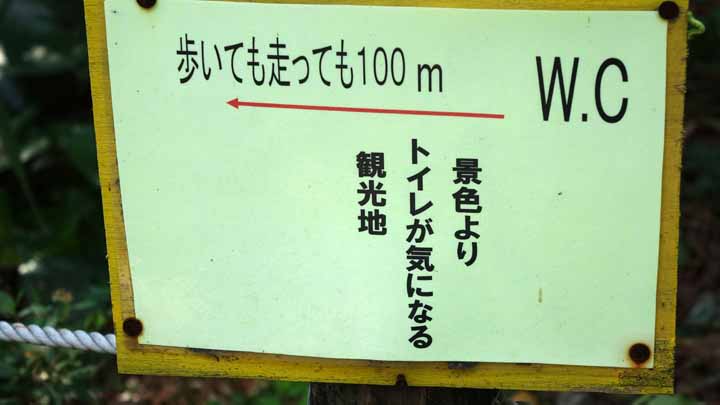 歩いても走っても100m
W.C
景色より
トイレが気になる
観光地